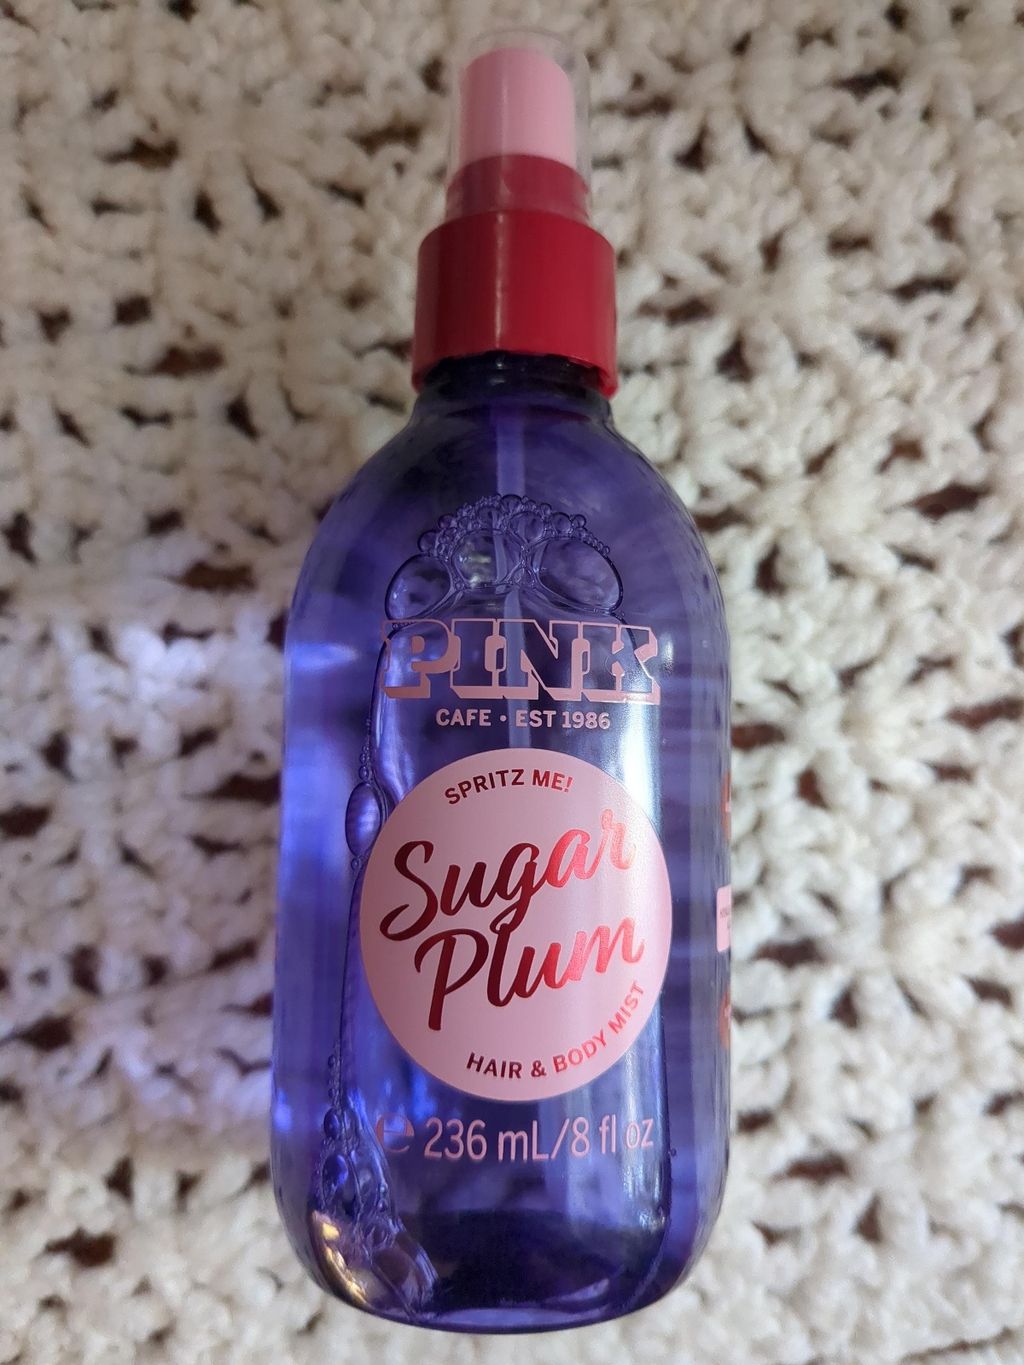 PINK
CAFE • EST 1986
SPRITZ ME!
Sugar
Plum
HAIR & BODY MIST
℮ 236 mL/8 fl oz